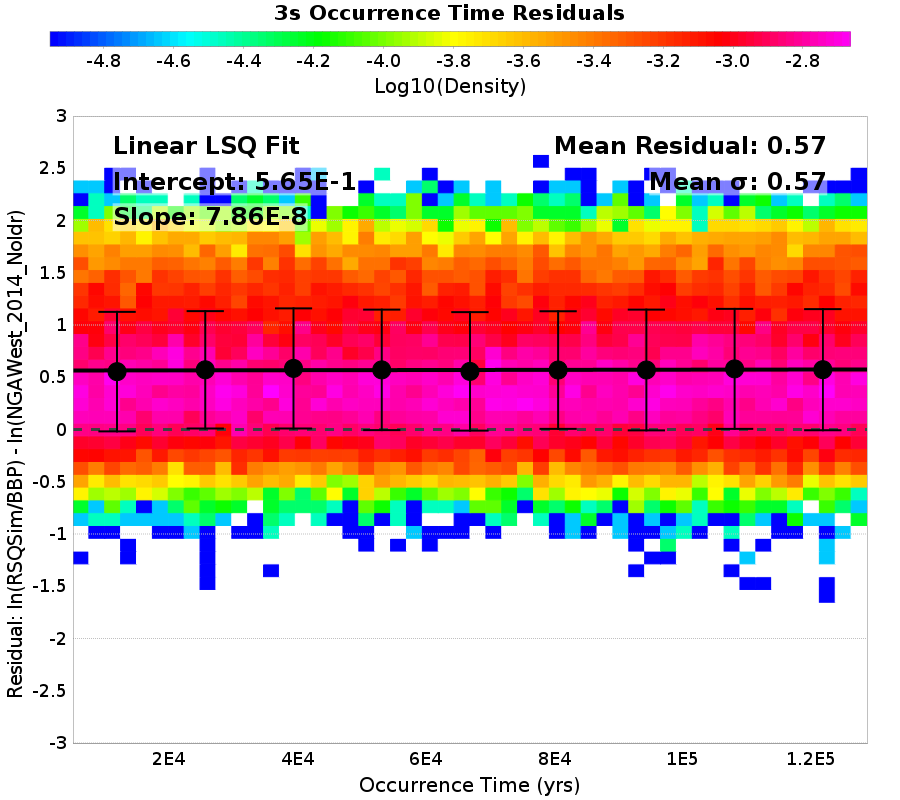 3s Occurrence Time Residuals
-4.8 -4.6 -4.4 -4.2 -4.0 -3.8 -3.6 -3.4 -3.2 -3.0 -2.8
Log10(Density)
Linear LSQ Fit
Intercept: 5.65E-1
Slope: 7.86E-8
Mean Residual: 0.57
Mean σ: 0.57
Residual: ln(RSQSim/BBP) - ln(NGAWest_2014_NoIdr)
3
2.5
2
1.5
1
0.5
0
-0.5
-1
-1.5
-2
-2.5
-3
2E4 4E4 6E4 8E4 1E5 1.2E5
Occurrence Time (yrs)